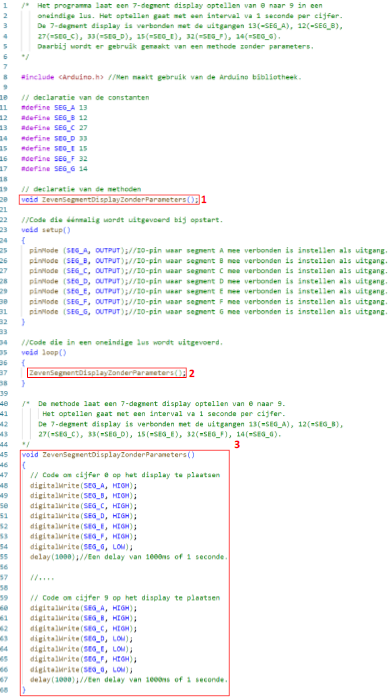 1 /* Het programma laat een 7-degment display optellen van 0 naar 9 in een
2 oneindige lus. Het optellen gaat met een interval va 1 seconde per cijfer.
3 De 7-degment display is verbonden met de uitgangen 13(=SEG_A), 12(=SEG_B),
4 27(=SEG_C), 33(=SEG_D), 15(=SEG_E), 32(=SEG_F), 14(=SEG_G).
5 Daarbij wordt er gebruik gemaakt van een methode zonder parameters.
6 */
7
8 #include <Arduino.h> //Men maakt gebruik van de Arduino bibliotheek.
9
10 // declaratie van de constanten
11 #define SEG_A 13
12 #define SEG_B 12
13 #define SEG_C 27
14 #define SEG_D 33
15 #define SEG_E 15
16 #define SEG_F 32
17 #define SEG_G 14
18
19 // declaratie van de methoden
20 void ZevenSegmentDisplayZonderParameters(); 1
21
22 //Code die éénmalig wordt uitgevoerd bij opstart.
23 void setup()
24 {
25 pinMode (SEG_A, OUTPUT);//IO-pin waar segment A mee verbonden is instellen als uitgang.
26 pinMode (SEG_B, OUTPUT);//IO-pin waar segment B mee verbonden is instellen als uitgang.
27 pinMode (SEG_C, OUTPUT);//IO-pin waar segment C mee verbonden is instellen als uitgang.
28 pinMode (SEG_D, OUTPUT);//IO-pin waar segment D mee verbonden is instellen als uitgang.
29 pinMode (SEG_E, OUTPUT);//IO-pin waar segment E mee verbonden is instellen als uitgang.
30 pinMode (SEG_F, OUTPUT);//IO-pin waar segment F mee verbonden is instellen als uitgang.
31 pinMode (SEG_G, OUTPUT);//IO-pin waar segment G mee verbonden is instellen als uitgang.
32 }
33
34 //Code die in een oneindige lus wordt uitgevoerd.
35 void loop()
36 {
37 ZevenSegmentDisplayZonderParameters(); 2
38 }
39
40 /* De methode laat een 7-degment display optellen van 0 naar 9.
41 Het optellen gaat met een interval va 1 seconde per cijfer.
42 De 7-degment display is verbonden met de uitgangen 13(=SEG_A), 12(=SEG_B),
43 27(=SEG_C), 33(=SEG_D), 15(=SEG_E), 32(=SEG_F), 14(=SEG_G).
44 */ 3
45 void ZevenSegmentDisplayZonderParameters()
46 {
47 // Code om cijfer 0 op het display te plaatsen
48 digitalWrite(SEG_A, HIGH);
49 digitalWrite(SEG_B, HIGH);
50 digitalWrite(SEG_C, HIGH);
51 digitalWrite(SEG_D, HIGH);
52 digitalWrite(SEG_E, HIGH);
53 digitalWrite(SEG_F, HIGH);
54 digitalWrite(SEG_G, LOW);
55 delay(1000);//Een delay van 1000ms of 1 seconde.
56
57 //....
58
59 // Code om cijfer 9 op het display te plaatsen
60 digitalWrite(SEG_A, HIGH);
61 digitalWrite(SEG_B, HIGH);
62 digitalWrite(SEG_C, HIGH);
63 digitalWrite(SEG_D, LOW);
64 digitalWrite(SEG_E, LOW);
65 digitalWrite(SEG_F, HIGH);
66 digitalWrite(SEG_G, LOW);
67 delay(1000);//Een delay van 1000ms of 1 seconde.
68 }